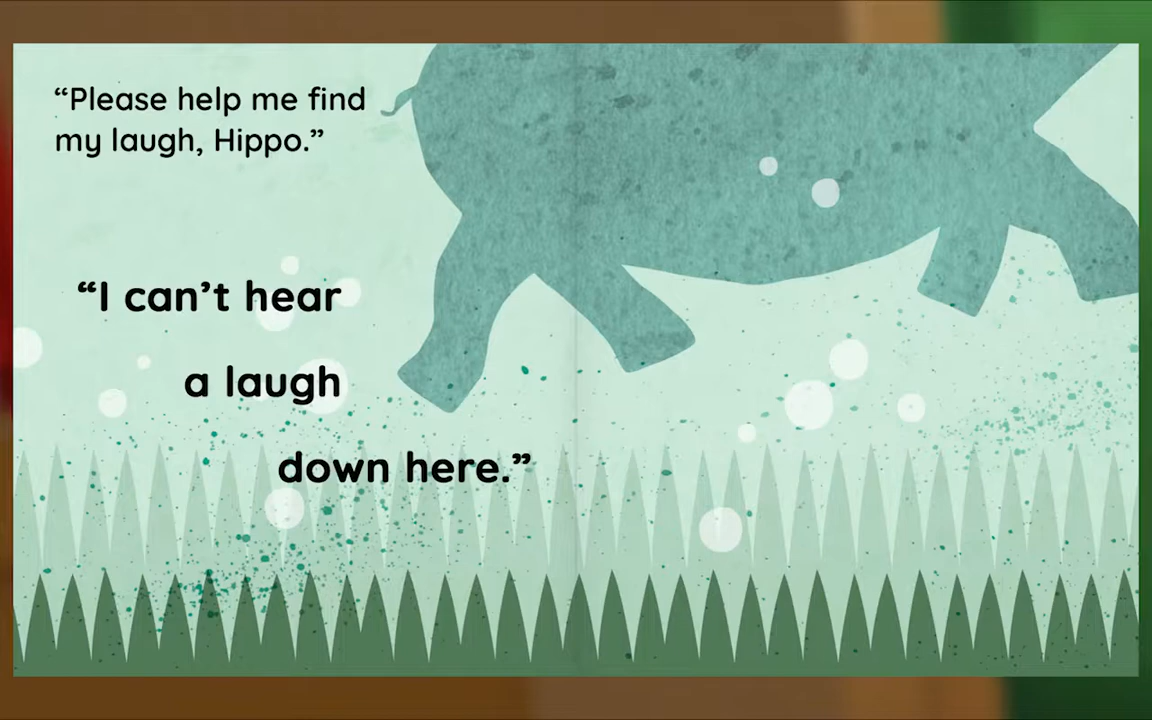 “Please help me find
my laugh, Hippo.”
“I can’t hear
a laugh
down here.”